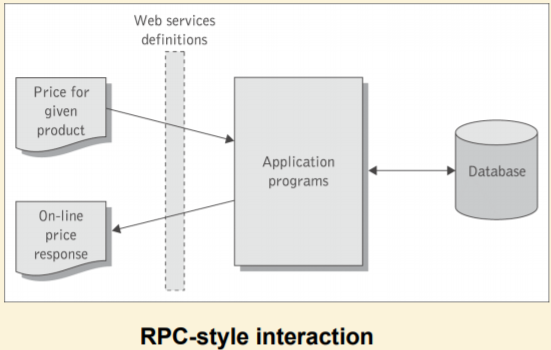 Web services
definitions
Price for
given
product
Application
programs
Database
On-line
price
response
RPC-style interaction